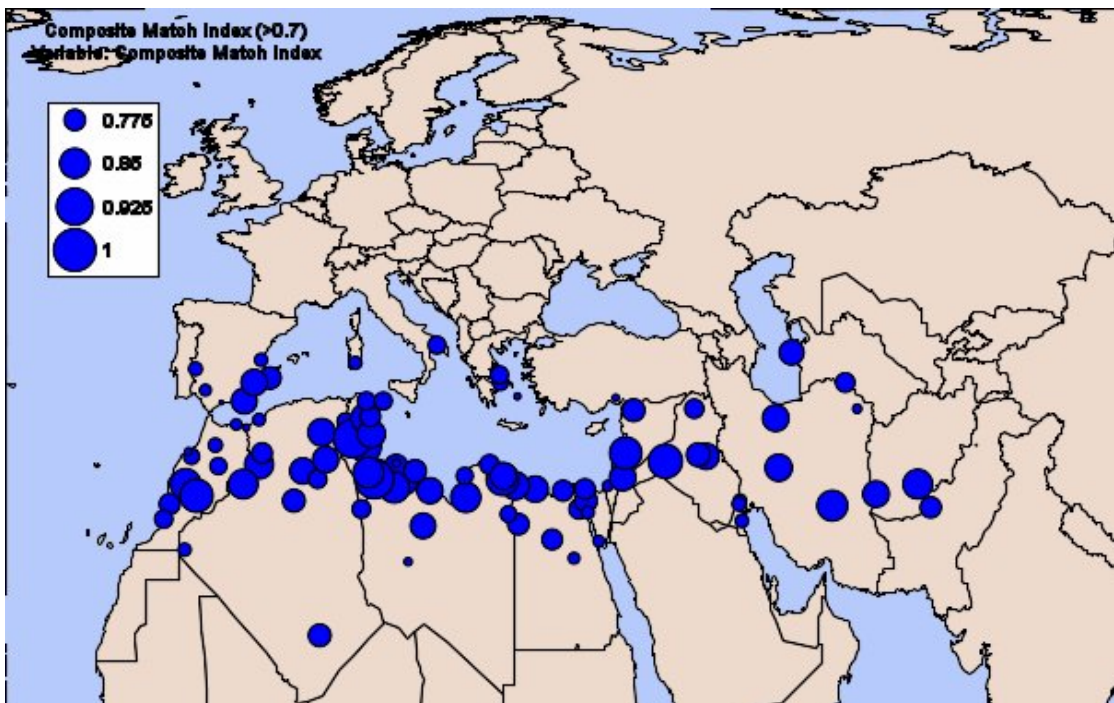 Composite Match Index (>0.7)
Variable: Composite Match Index
0.775
0.85
0.925
1